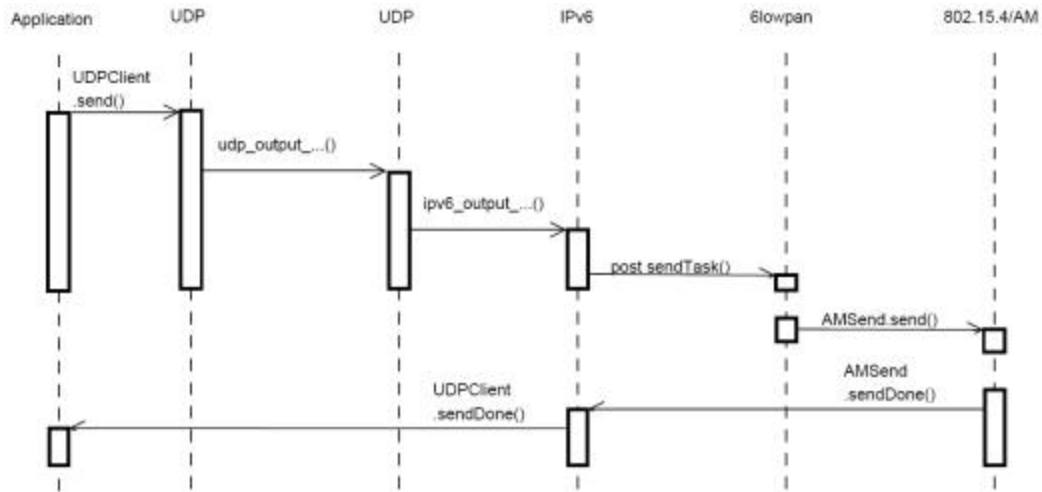 Application UDP UDP IPv6 6lowpan 802.15.4/AM
UDPClient
.send()
udp_output_...()
ipv6_output_...()
post sendTask()
AMSend.send()
AMSend
.sendDone()
UDPClient
.sendDone()